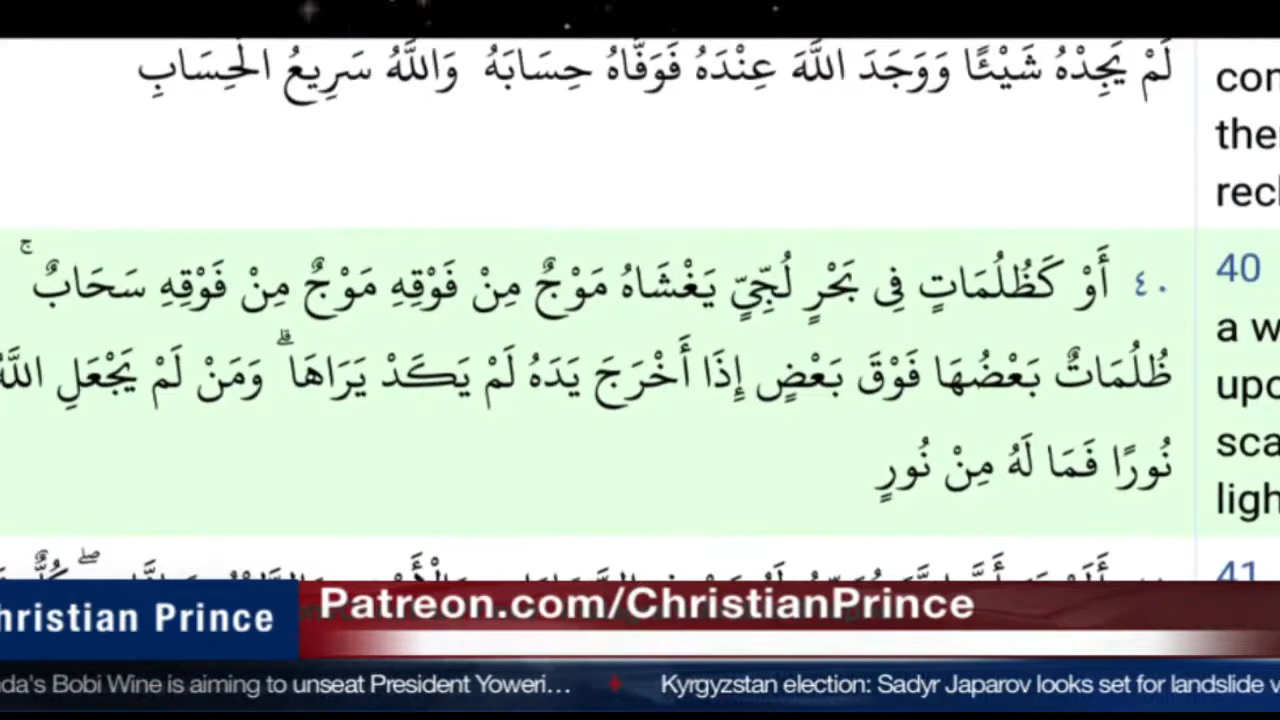 لَمْ يَجِدْهُ شَيْئًا وَوَجَدَ اللَّهَ عِنْدَهُ فَوَفَّاهُ حِسَابَهُ وَاللَّهُ سَرِيعُ الْحِسَابِ
con
the
recl
٤٠ أَوْ كَظُلُمَاتٍ فِى بَحْرٍ لُجِّيٍّ يَغْشَاهُ مَوْجٌ مِنْ فَوْقِهِ مَوْجٌ مِنْ فَوْقِهِ سَحَابٌ ۚ
ظُلُمَاتٌ بَعْضُهَا فَوْقَ بَعْضٍ إِذَا أَخْرَجَ يَدَهُ لَمْ يَكَدْ يَرَاهَا ۗ وَمَنْ لَمْ يَجْعَلِ اللَّهُ
نُورًا فَمَا لَهُ مِنْ نُورٍ
40
a w
upo
sca
ligh
41
hristian Prince
Patreon.com/ChristianPrince
da's Bobi Wine is aiming to unseat President Yoweri...
Kyrgyzstan election: Sadyr Japarov looks set for landslide v